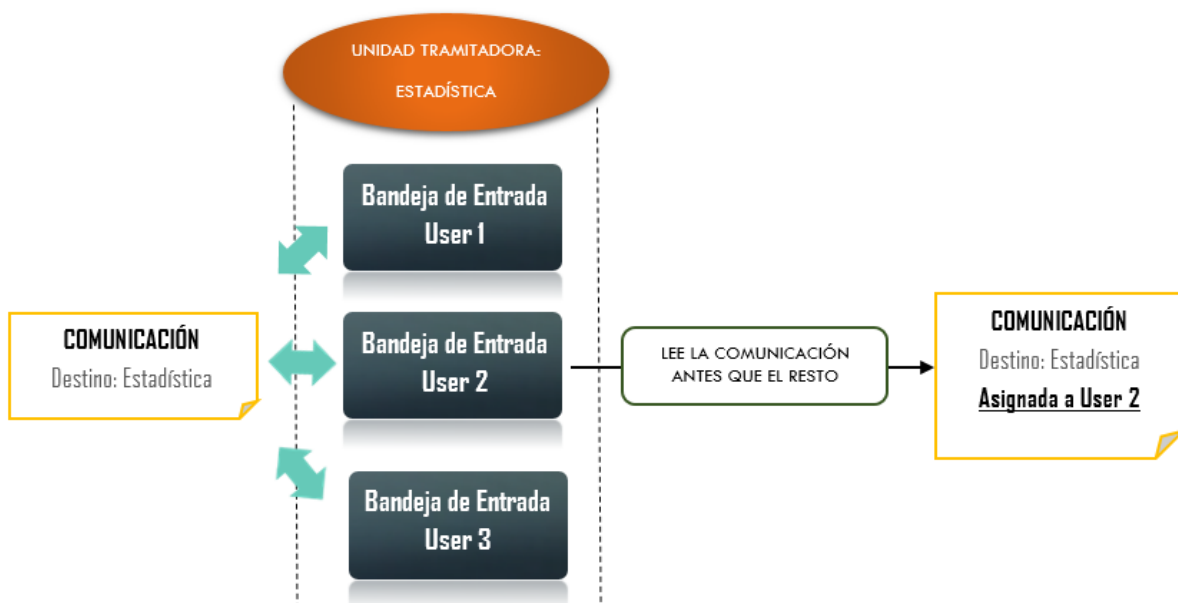 UNIDAD TRAMITADORA:
ESTADÍSTICA
Bandeja de Entrada
User 1
COMUNICACIÓN
Destino: Estadística
Bandeja de Entrada
User 2
LEE LA COMUNICACIÓN
ANTES QUE EL RESTO
COMUNICACIÓN
Destino: Estadística
Asignada a User 2
Bandeja de Entrada
User 3